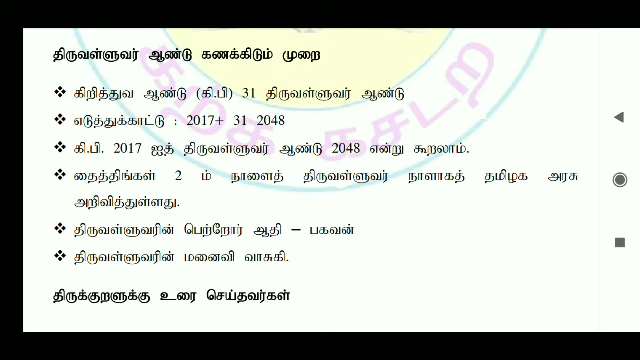 திருவள்ளுவர் ஆண்டு கணக்கிடும் முறை
❖ கிறித்துவ ஆண்டு (கி.பி) 31 திருவள்ளுவர் ஆண்டு
❖ எடுத்துக்காட்டு : 2017+ 31 2048
❖ கி.பி. 2017 ஐத் திருவள்ளுவர் ஆண்டு 2048 என்று கூறலாம்.
❖ தைத்திங்கள் 2 ம் நாளைத் திருவள்ளுவர் நாளாகத் தமிழக அரசு
அறிவித்துள்ளது.
❖ திருவள்ளுவரின் பெற்றோர் ஆதி – பகவன்
❖ திருவள்ளுவரின் மனைவி வாசுகி.
திருக்குறளுக்கு உரை செய்தவர்கள்
கற்க கசடற